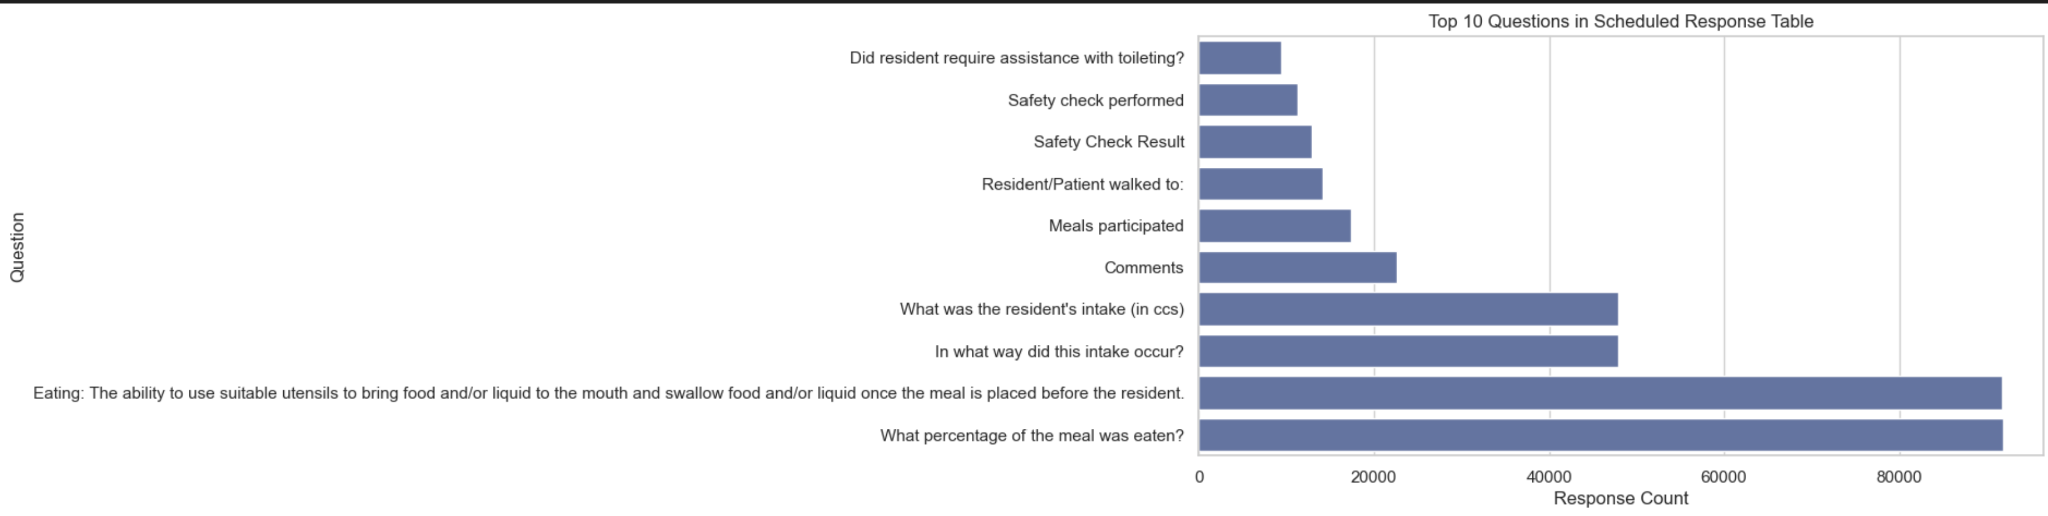 Top 10 Questions in Scheduled Response Table
Question
Did resident require assistance with toileting?
Safety check performed
Safety Check Result
Resident/Patient walked to:
Meals participated
Comments
What was the resident's intake (in ccs)
In what way did this intake occur?
Eating: The ability to use suitable utensils to bring food and/or liquid to the mouth and swallow food and/or liquid once the meal is placed before the resident.
What percentage of the meal was eaten?
0 20000 40000 60000 80000
Response Count